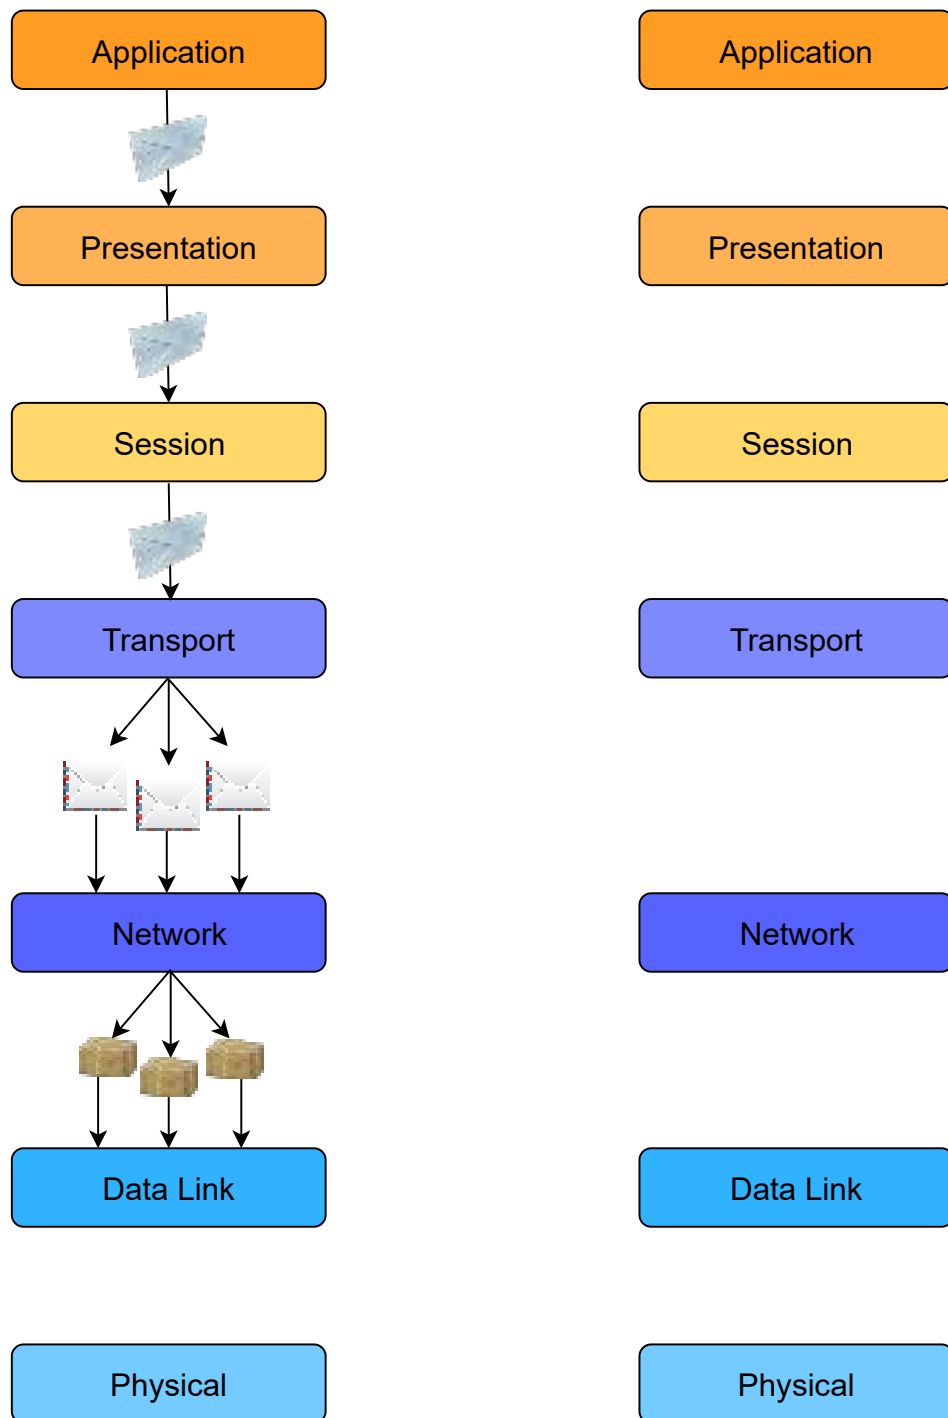 Application
Application
Presentation
Presentation
Session
Session
Transport
Transport
Network
Network
Data Link
Data Link
Physical
Physical